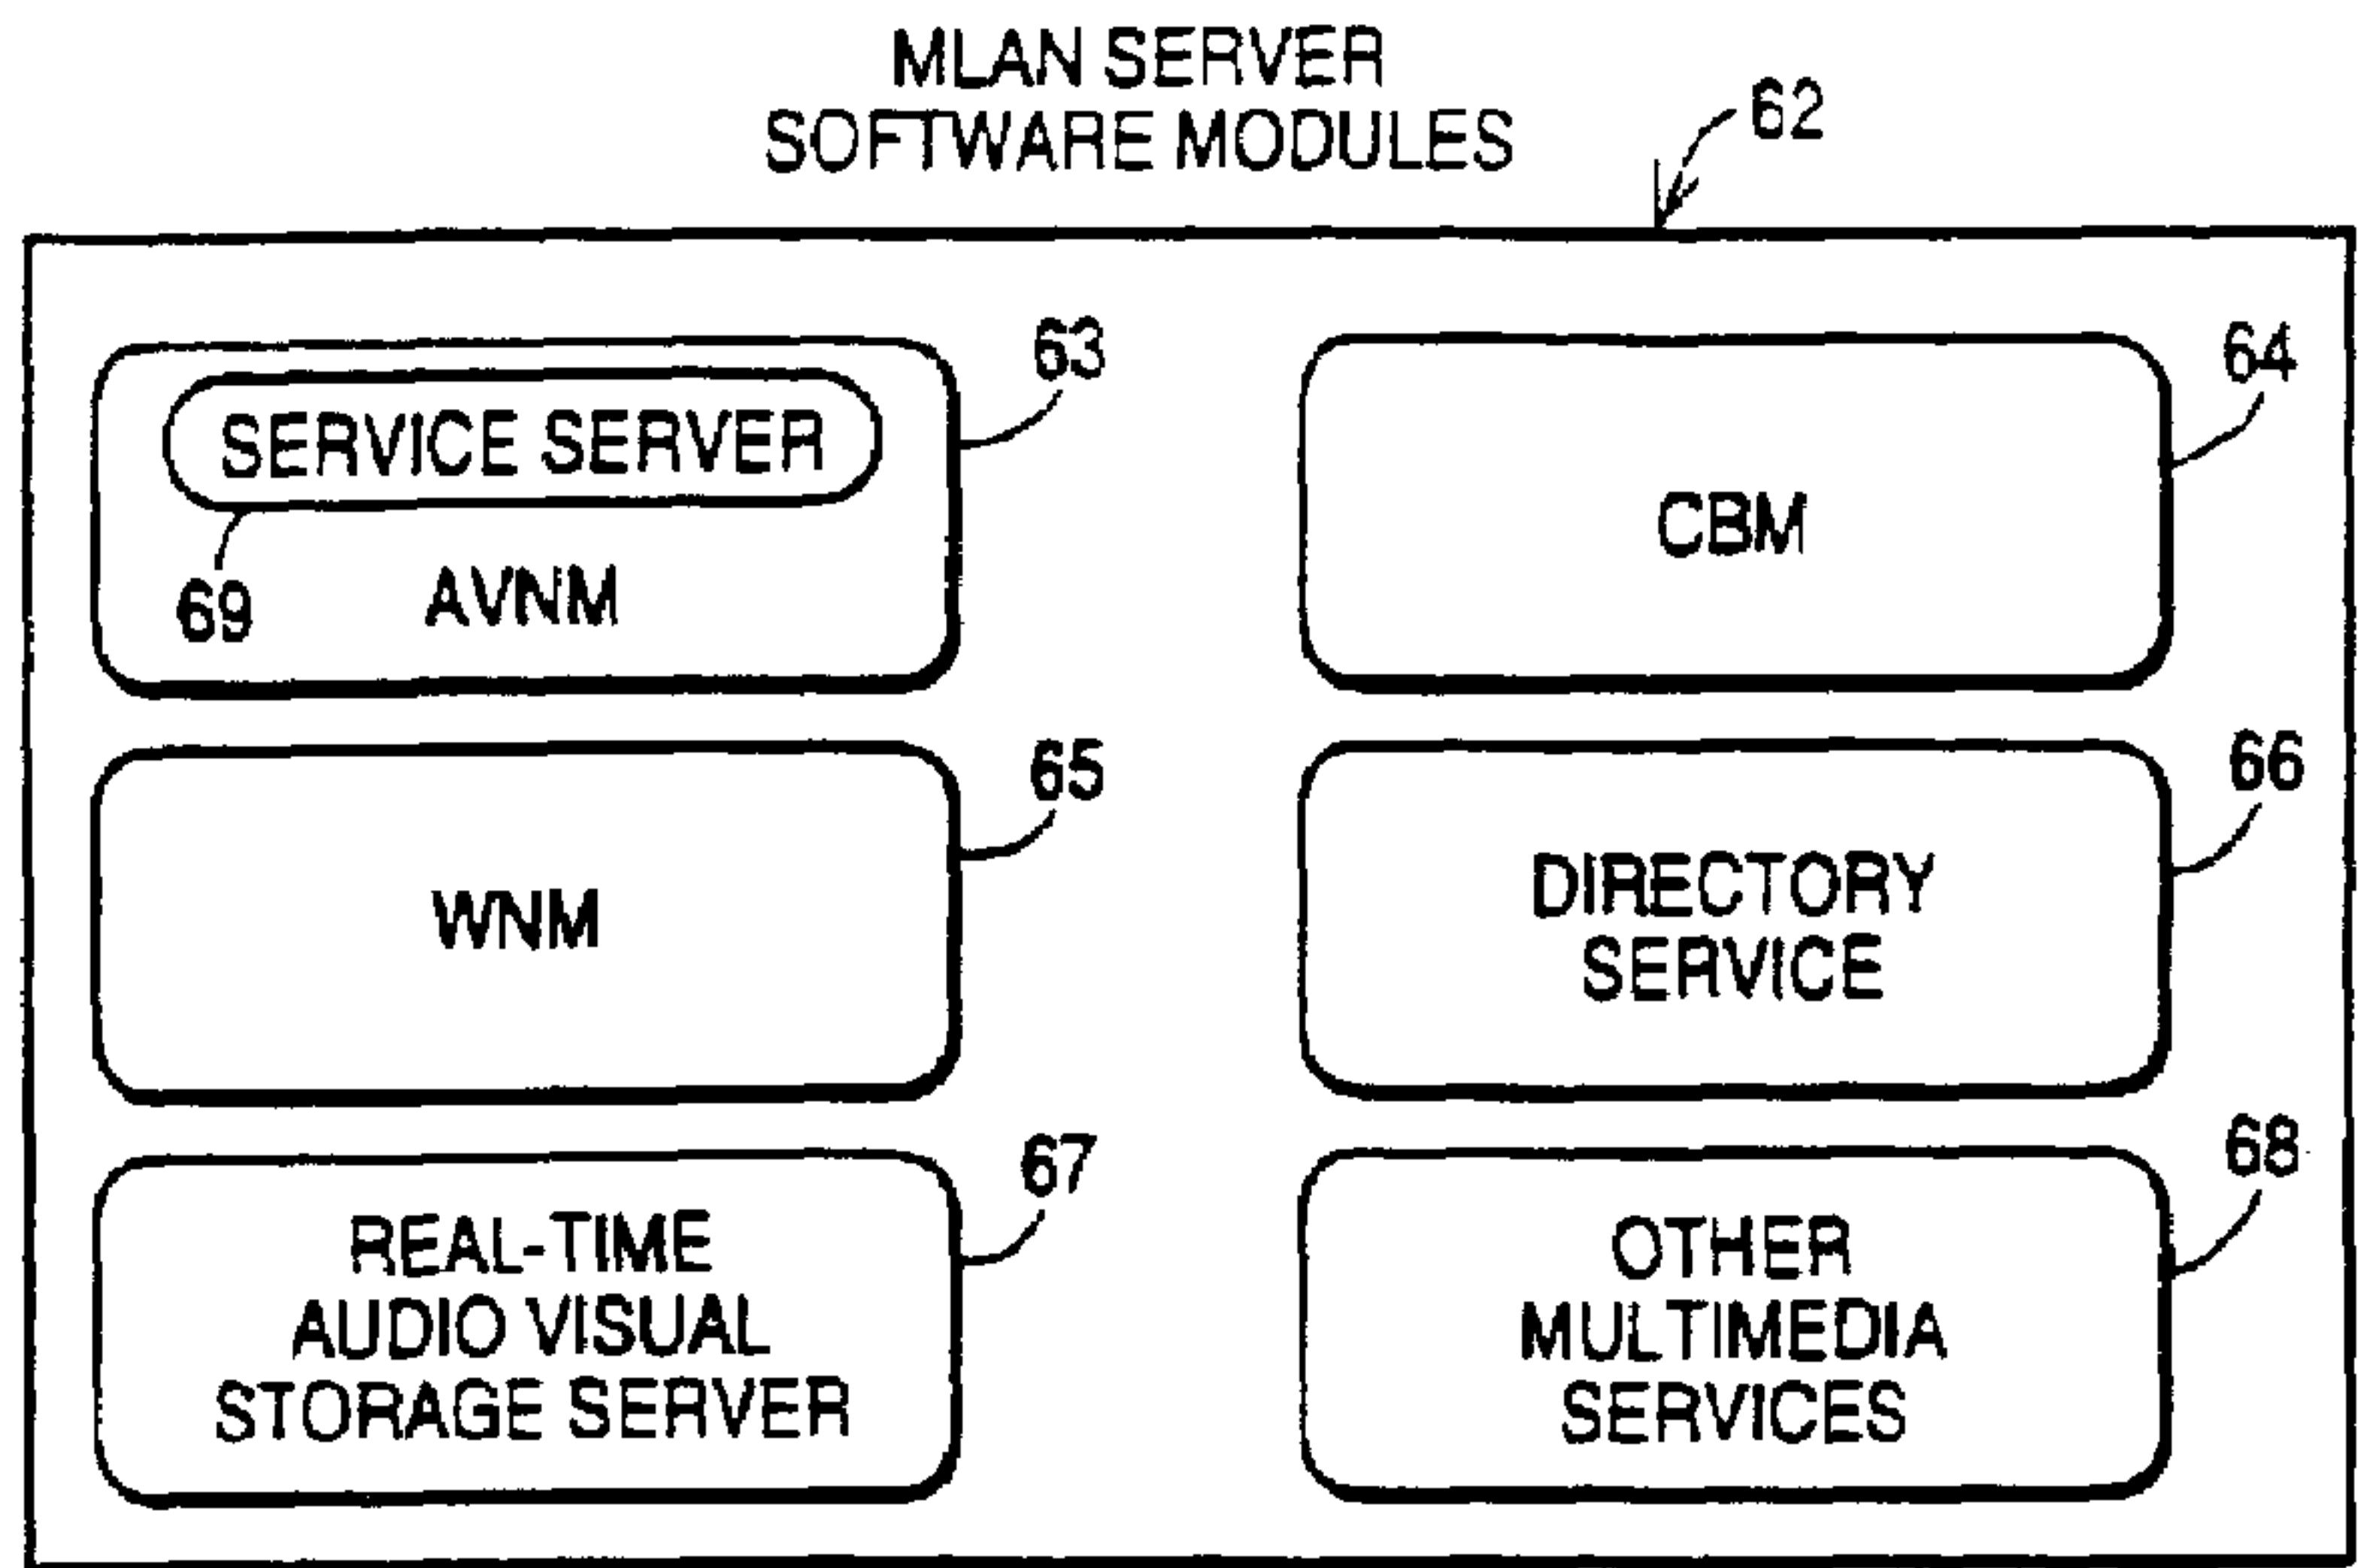 MLAN SERVER
SOFTWARE MODULES
62
SERVICE SERVER
63
69
AVNM
CBM
64
WNM
65
DIRECTORY
SERVICE
66
REAL-TIME
AUDIO VISUAL
STORAGE SERVER
67
OTHER
MULTIMEDIA
SERVICES
68